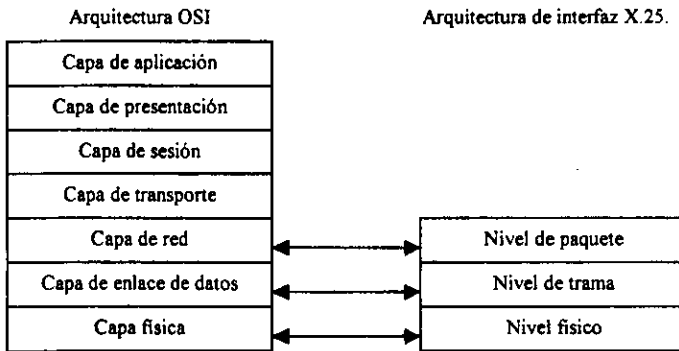 Arquitectura OSI
Arquitectura de interfaz X.25.
Capa de aplicación
Capa de presentación
Capa de sesión
Capa de transporte
Capa de red
Nivel de paquete
Capa de enlace de datos
Nivel de trama
Capa física
Nivel físico